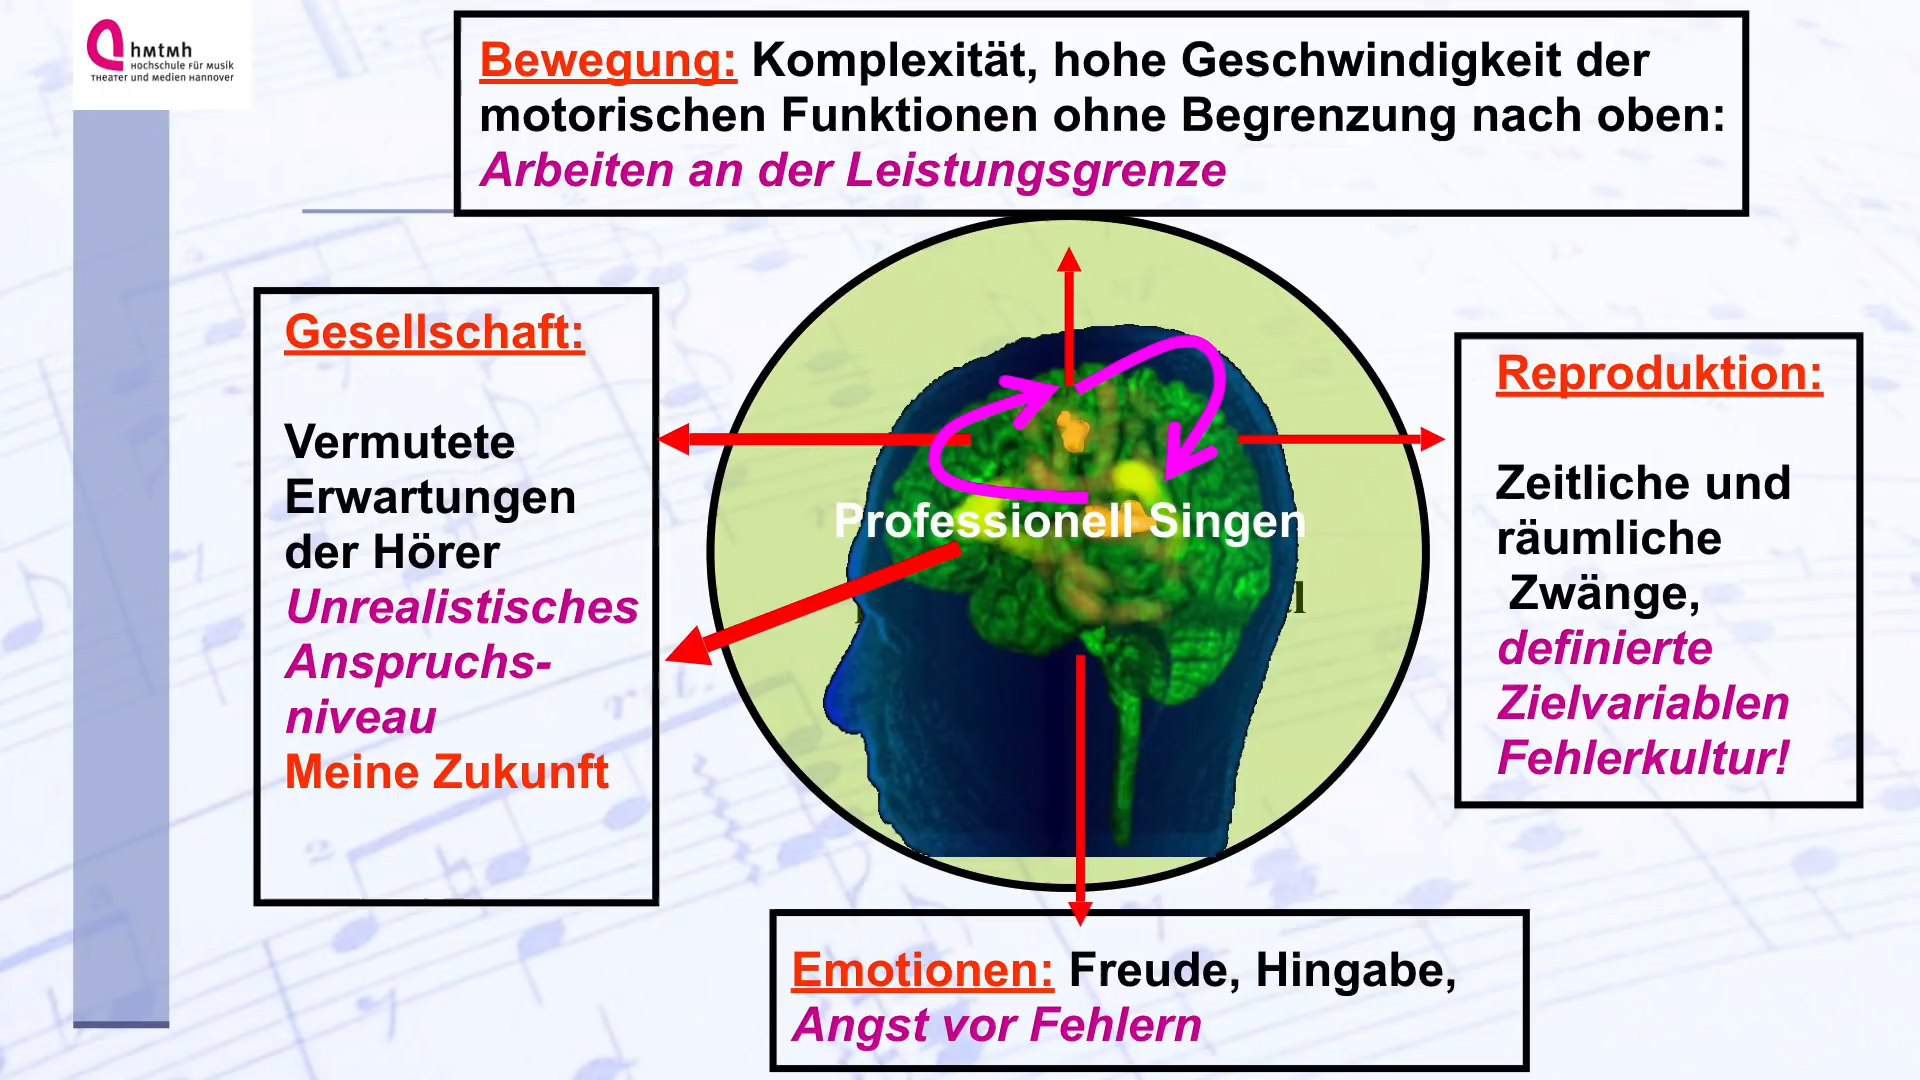 hmtmh
Hochschule für Musik
Theater und Medien Hannover
Bewegung: Komplexität, hohe Geschwindigkeit der
motorischen Funktionen ohne Begrenzung nach oben:
Arbeiten an der Leistungsgrenze
Gesellschaft:
Vermutete
Erwartungen
der Hörer
Unrealistisches
Anspruchs-
niveau
Meine Zukunft
Professionell Singen
Reproduktion:
Zeitliche und
räumliche
Zwänge,
definierte
Zielvariablen
Fehlerkultur!
Emotionen: Freude, Hingabe,
Angst vor Fehlern